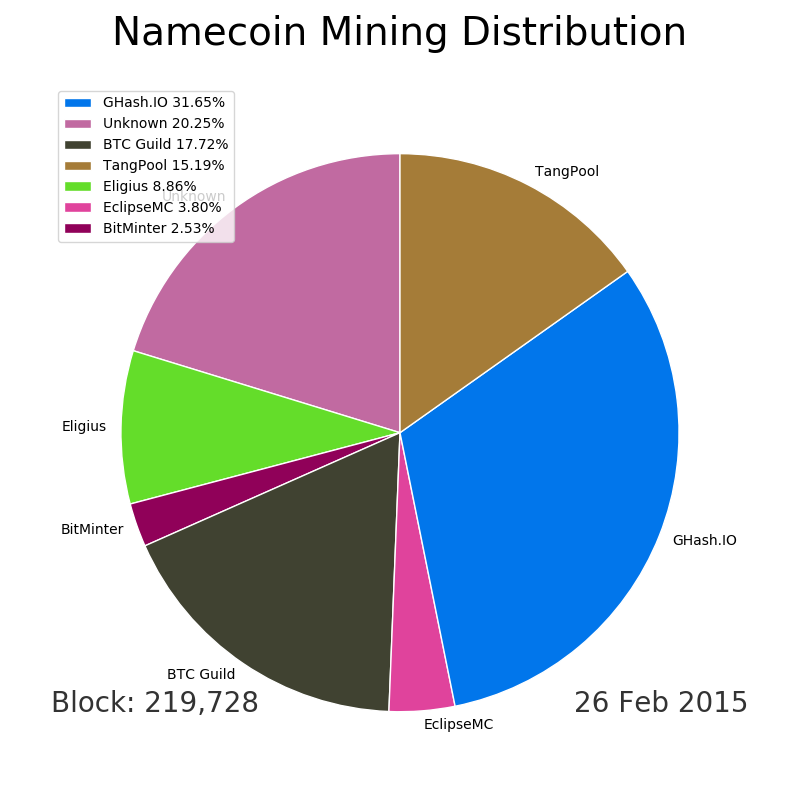 Namecoin Mining Distribution
GHash.IO 31.65%
Unknown 20.25%
BTC Guild 17.72%
TangPool 15.19%
Eligius 8.86%
EclipseMC 3.80%
BitMinter 2.53%
Unknown
TangPool
Eligius
BitMinter
GHash.IO
BTC Guild
EclipseMC
Block: 219,728
26 Feb 2015